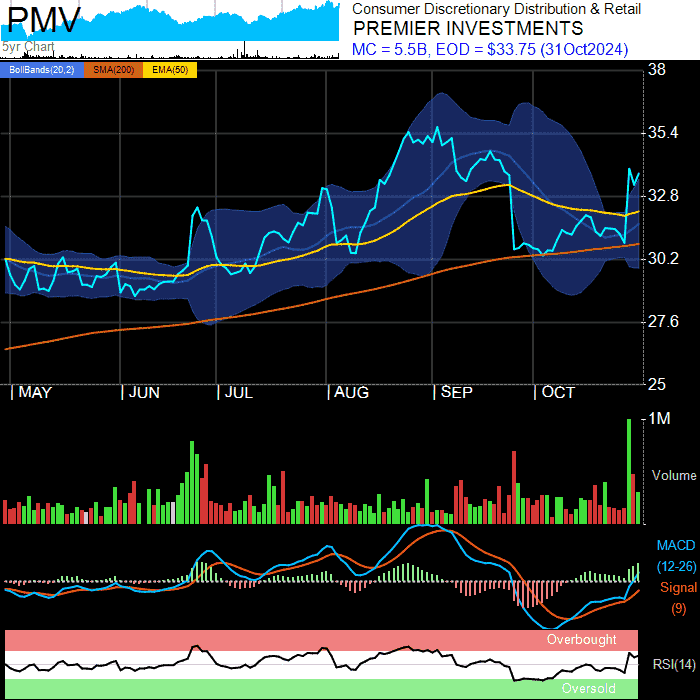 PMV
5yr Chart
Consumer Discretionary Distribution & Retail
PREMIER INVESTMENTS
MC = 5.5B, EOD = $33.75 (31Oct2024)
BollBands(20,2) SMA(200) EMA(50)
38
35.4
32.8
30.2
27.6
25
MAY JUN JUL AUG SEP OCT
1M
Volume
MACD
(12-26)
Signal
(9)
Overbought
RSI(14)
Oversold